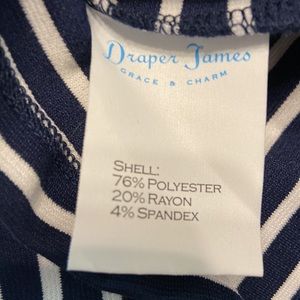 Draper James
GRACE & CHARM
SHELL:
76% POLYESTER
20% RAYON
4% SPANDEX